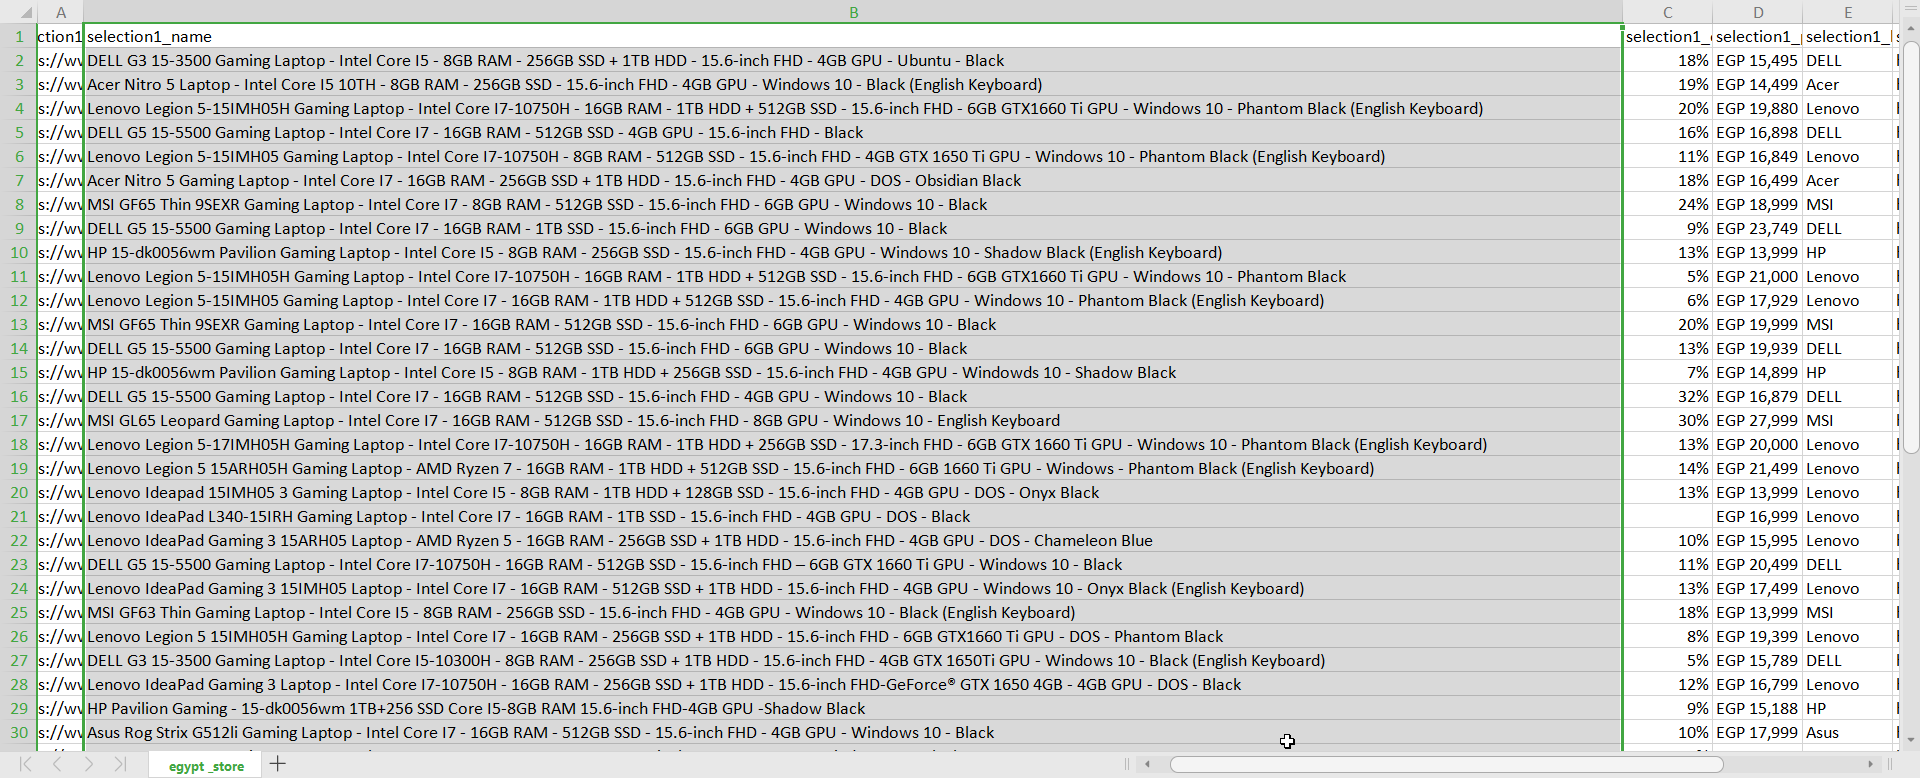 A B C D E
1 ction1 selection1_name selection1_ selection1_ selection1_
2 s://wv DELL G3 15-3500 Gaming Laptop - Intel Core I5 - 8GB RAM - 256GB SSD + 1TB HDD - 15.6-inch FHD - 4GB GPU - Ubuntu - Black 18% EGP 15,495 DELL
3 s://wv Acer Nitro 5 Laptop - Intel Core I5 10TH - 8GB RAM - 256GB SSD - 15.6-inch FHD - 4GB GPU - Windows 10 - Black (English Keyboard) 19% EGP 14,499 Acer
4 s://wv Lenovo Legion 5-15IMH05H Gaming Laptop - Intel Core I7-10750H - 16GB RAM - 1TB HDD + 512GB SSD - 15.6-inch FHD - 6GB GTX1660 Ti GPU - Windows 10 - Phantom Black (English Keyboard) 20% EGP 19,880 Lenovo
5 s://wv DELL G5 15-5500 Gaming Laptop - Intel Core I7 - 16GB RAM - 512GB SSD - 4GB GPU - 15.6-inch FHD - Black 16% EGP 16,898 DELL
6 s://wv Lenovo Legion 5-15IMH05 Gaming Laptop - Intel Core I7-10750H - 8GB RAM - 512GB SSD - 15.6-inch FHD - 4GB GTX 1650 Ti GPU - Windows 10 - Phantom Black (English Keyboard) 11% EGP 16,849 Lenovo
7 s://wv Acer Nitro 5 Gaming Laptop - Intel Core I7 - 16GB RAM - 256GB SSD + 1TB HDD - 15.6-inch FHD - 4GB GPU - DOS - Obsidian Black 18% EGP 16,499 Acer
8 s://wv MSI GF65 Thin 9SEXR Gaming Laptop - Intel Core I7 - 8GB RAM - 512GB SSD - 15.6-inch FHD - 6GB GPU - Windows 10 - Black 24% EGP 18,999 MSI
9 s://wv DELL G5 15-5500 Gaming Laptop - Intel Core I7 - 16GB RAM - 1TB SSD - 15.6-inch FHD - 6GB GPU - Windows 10 - Black 9% EGP 23,749 DELL
10 s://wv HP 15-dk0056wm Pavilion Gaming Laptop - Intel Core I5 - 8GB RAM - 256GB SSD - 15.6-inch FHD - 4GB GPU - Windows 10 - Shadow Black (English Keyboard) 13% EGP 13,999 HP
11 s://wv Lenovo Legion 5-15IMH05H Gaming Laptop - Intel Core I7-10750H - 16GB RAM - 1TB HDD + 512GB SSD - 15.6-inch FHD - 6GB GTX1660 Ti GPU - Windows 10 - Phantom Black 5% EGP 21,000 Lenovo
12 s://wv Lenovo Legion 5-15IMH05 Gaming Laptop - Intel Core I7 - 16GB RAM - 1TB HDD + 512GB SSD - 15.6-inch FHD - 4GB GPU - Windows 10 - Phantom Black (English Keyboard) 6% EGP 17,929 Lenovo
13 s://wv MSI GF65 Thin 9SEXR Gaming Laptop - Intel Core I7 - 16GB RAM - 512GB SSD - 15.6-inch FHD - 6GB GPU - Windows 10 - Black 20% EGP 19,999 MSI
14 s://wv DELL G5 15-5500 Gaming Laptop - Intel Core I7 - 16GB RAM - 512GB SSD - 15.6-inch FHD - 6GB GPU - Windows 10 - Black 13% EGP 19,939 DELL
15 s://wv HP 15-dk0056wm Pavilion Gaming Laptop - Intel Core I5 - 8GB RAM - 1TB HDD + 256GB SSD - 15.6-inch FHD - 4GB GPU - Windowds 10 - Shadow Black 7% EGP 14,899 HP
16 s://wv DELL G5 15-5500 Gaming Laptop - Intel Core I7 - 16GB RAM - 512GB SSD - 15.6-inch FHD - 4GB GPU - Windows 10 - Black 32% EGP 16,879 DELL
17 s://wv MSI GL65 Leopard Gaming Laptop - Intel Core I7 - 16GB RAM - 512GB SSD - 15.6-inch FHD - 8GB GPU - Windows 10 - English Keyboard 30% EGP 27,999 MSI
18 s://wv Lenovo Legion 5-17IMH05H Gaming Laptop - Intel Core I7-10750H - 16GB RAM - 1TB HDD + 256GB SSD - 17.3-inch FHD - 6GB GTX 1660 Ti GPU - Windows 10 - Phantom Black (English Keyboard) 13% EGP 20,000 Lenovo
19 s://wv Lenovo Legion 5 15ARH05H Gaming Laptop - AMD Ryzen 7 - 16GB RAM - 1TB HDD + 512GB SSD - 15.6-inch FHD - 6GB 1660 Ti GPU - Windows - Phantom Black (English Keyboard) 14% EGP 21,499 Lenovo
20 s://wv Lenovo Ideapad 15IMH05 3 Gaming Laptop - Intel Core I5 - 8GB RAM - 1TB HDD + 128GB SSD - 15.6-inch FHD - 4GB GPU - DOS - Onyx Black 13% EGP 13,999 Lenovo
21 s://wv Lenovo IdeaPad L340-15IRH Gaming Laptop - Intel Core I7 - 16GB RAM - 1TB SSD - 15.6-inch FHD - 4GB GPU - DOS - Black EGP 16,999 Lenovo
22 s://wv Lenovo IdeaPad Gaming 3 15ARH05 Laptop - AMD Ryzen 5 - 16GB RAM - 256GB SSD + 1TB HDD - 15.6-inch FHD - 4GB GPU - DOS - Chameleon Blue 10% EGP 15,995 Lenovo
23 s://wv DELL G5 15-5500 Gaming Laptop - Intel Core I7-10750H - 16GB RAM - 512GB SSD - 15.6-inch FHD – 6GB GTX 1660 Ti GPU - Windows 10 - Black 11% EGP 20,499 DELL
24 s://wv Lenovo IdeaPad Gaming 3 15IMH05 Laptop - Intel Core I7 - 16GB RAM - 512GB SSD + 1TB HDD - 15.6-inch FHD - 4GB GPU - Windows 10 - Onyx Black (English Keyboard) 13% EGP 17,499 Lenovo
25 s://wv MSI GF63 Thin Gaming Laptop - Intel Core I5 - 8GB RAM - 256GB SSD - 15.6-inch FHD - 4GB GPU - Windows 10 - Black (English Keyboard) 18% EGP 13,999 MSI
26 s://wv Lenovo Legion 5 15IMH05H Gaming Laptop - Intel Core I7 - 16GB RAM - 256GB SSD + 1TB HDD - 15.6-inch FHD - 6GB GTX1660 Ti GPU - DOS - Phantom Black 8% EGP 19,399 Lenovo
27 s://wv DELL G3 15-3500 Gaming Laptop - Intel Core I5-10300H - 8GB RAM - 256GB SSD + 1TB HDD - 15.6-inch FHD - 4GB GTX 1650Ti GPU - Windows 10 - Black (English Keyboard) 5% EGP 15,789 DELL
28 s://wv Lenovo IdeaPad Gaming 3 Laptop - Intel Core I7-10750H - 16GB RAM - 256GB SSD + 1TB HDD - 15.6-inch FHD-GeForce® GTX 1650 4GB - 4GB GPU - DOS - Black 12% EGP 16,799 Lenovo
29 s://wv HP Pavilion Gaming - 15-dk0056wm 1TB+256 SSD Core I5-8GB RAM 15.6-inch FHD-4GB GPU -Shadow Black 9% EGP 15,188 HP
30 s://wv Asus Rog Strix G512li Gaming Laptop - Intel Core I7 - 16GB RAM - 512GB SSD - 15.6-inch FHD - 4GB GPU - Windows 10 - Black 10% EGP 17,999 Asus
egypt _store